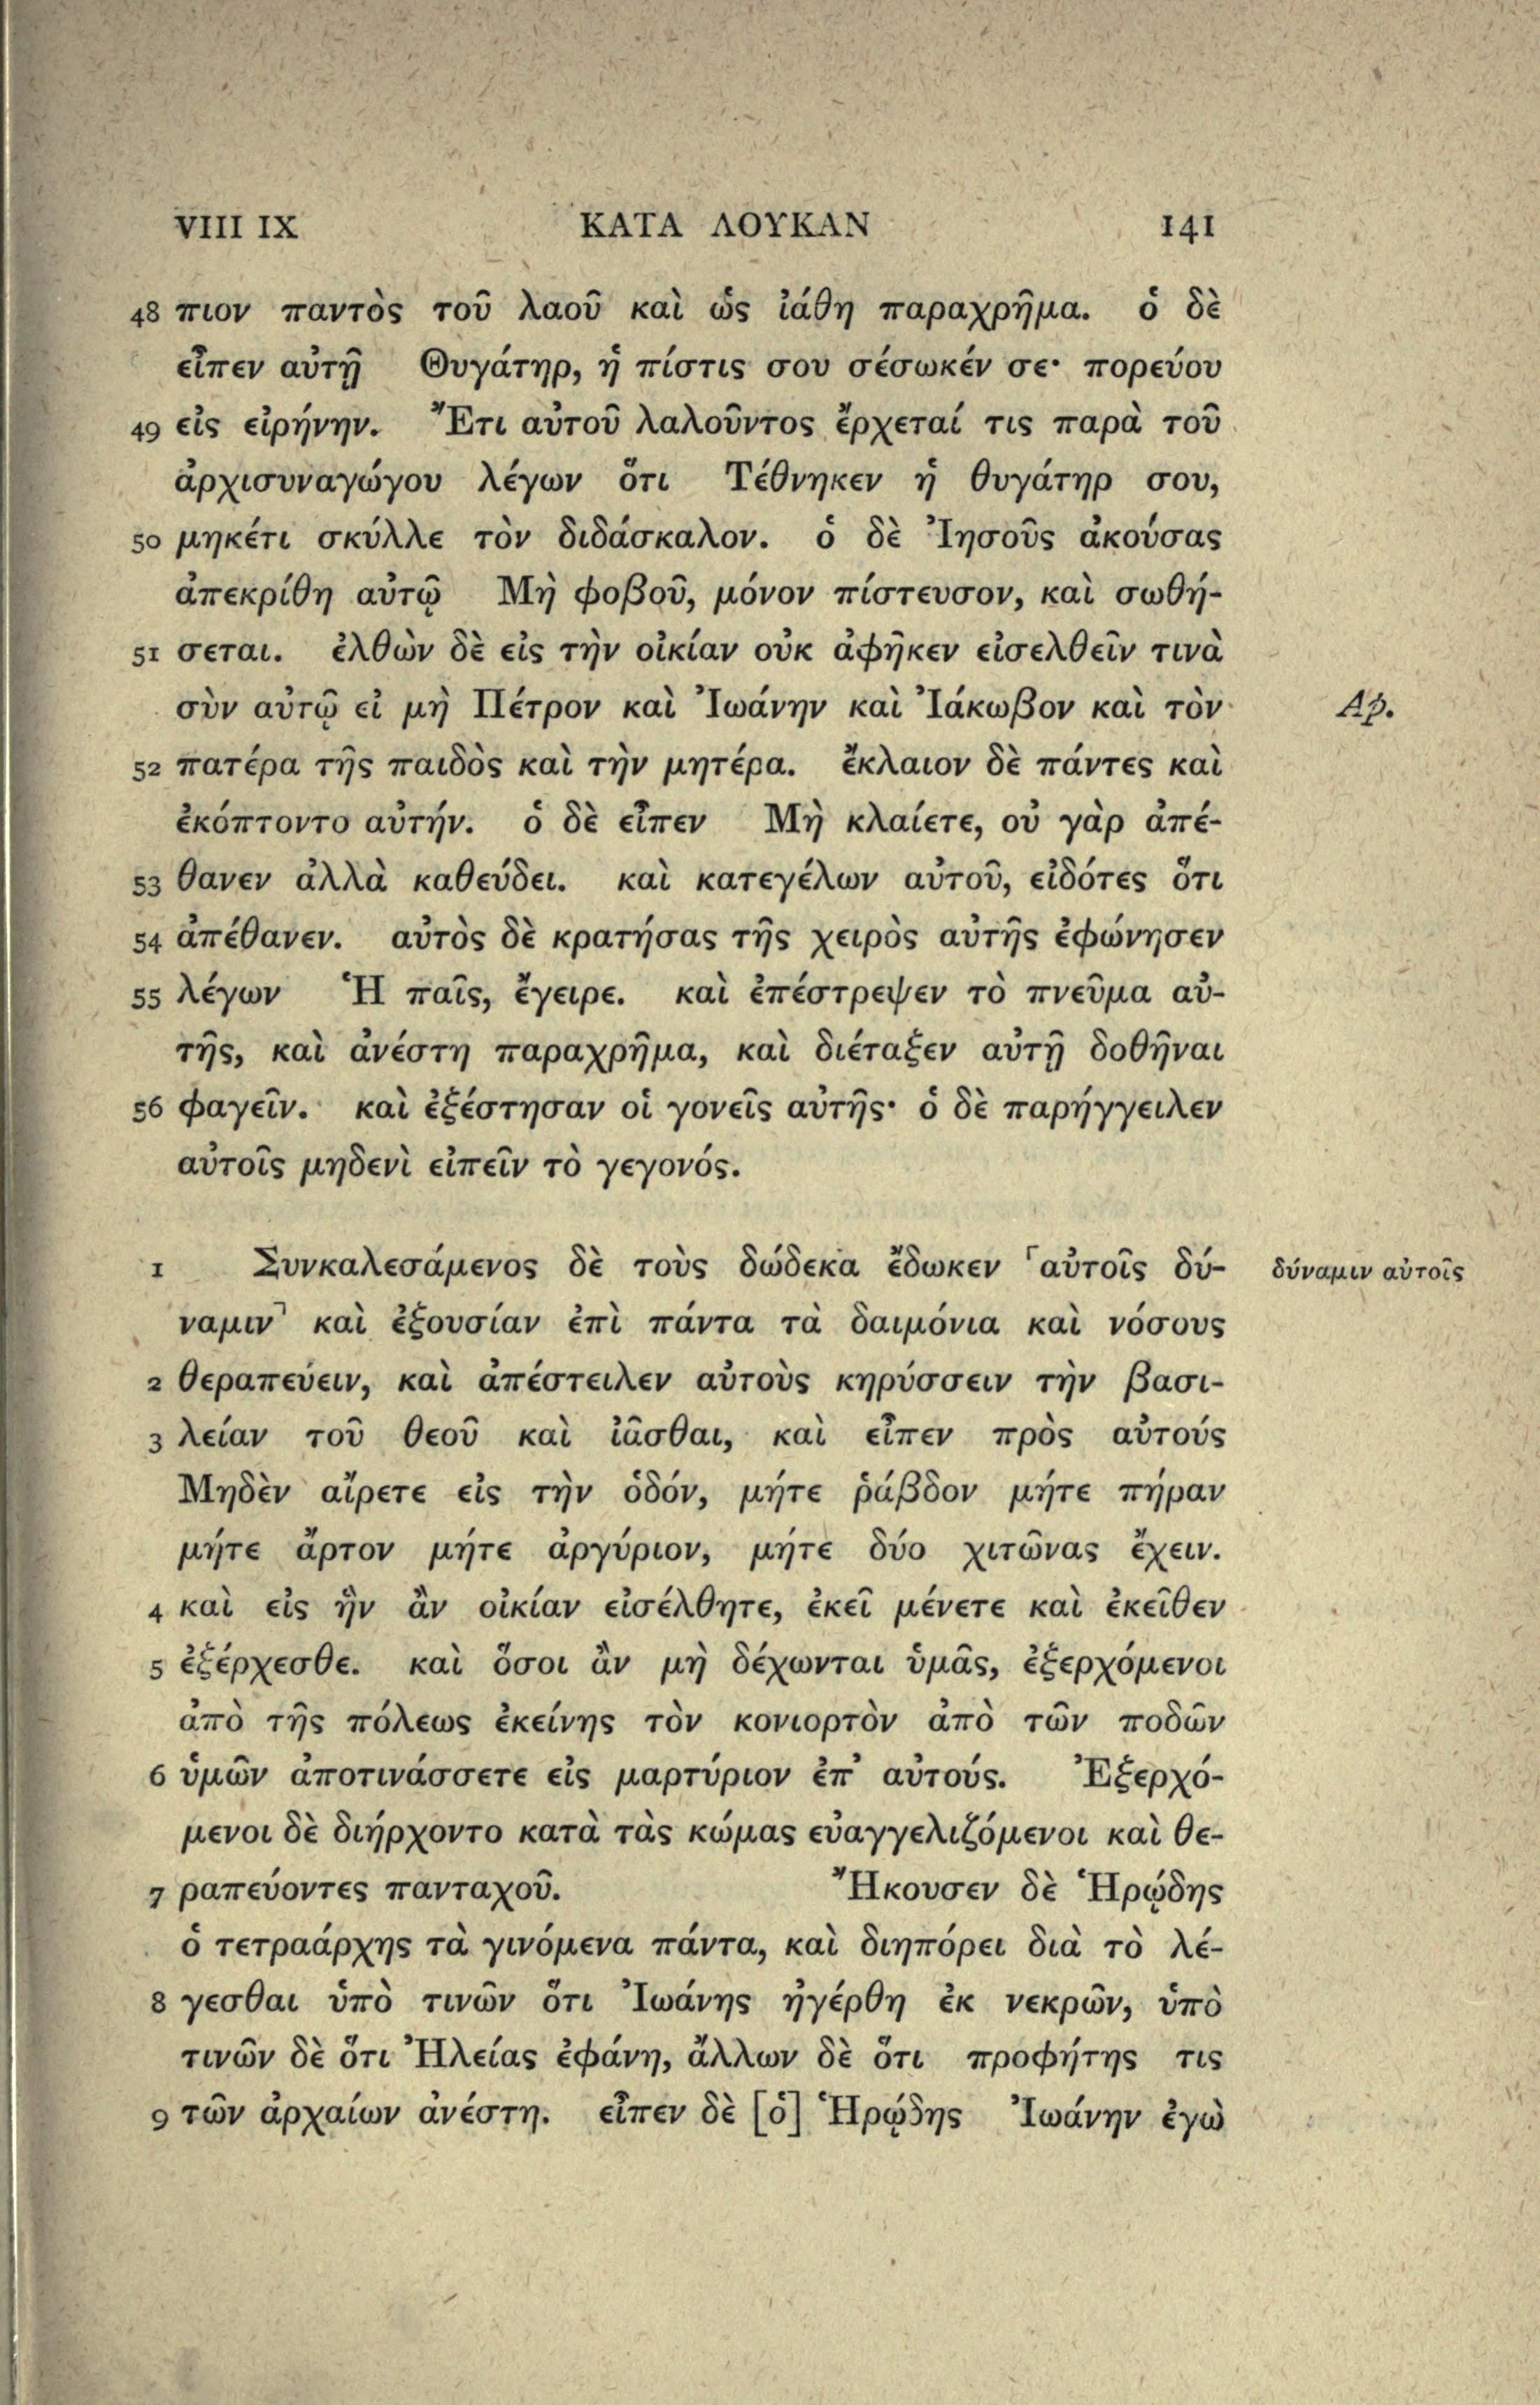 VIII IX ΚΑΤΑ ΛΟΥΚΑΝ 141
48 πιον παντὸς τοῦ λαοῦ καὶ ὡς ἰάθη παραχρῆμα. ὁ δὲ
εἶπεν αὐτῇ Θυγάτηρ, ἡ πίστις σου σέσωκέν σε· πορεύου
49 εἰς εἰρήνην. Ἔτι αὐτοῦ λαλοῦντος ἔρχεταί τις παρὰ τοῦ
ἀρχισυναγώγου λέγων ὅτι Τέθνηκεν ἡ θυγάτηρ σου,
50 μηκέτι σκύλλε τὸν διδάσκαλον. ὁ δὲ Ἰησοῦς ἀκούσας
ἀπεκρίθη αὐτῷ Μὴ φοβοῦ, μόνον πίστευσον, καὶ σωθή-
51 σεται. ἐλθὼν δὲ εἰς τὴν οἰκίαν οὐκ ἀφῆκεν εἰσελθεῖν τινὰ
σὺν αὐτῷ εἰ μὴ Πέτρον καὶ Ἰωάνην καὶ Ἰάκωβον καὶ τὸν Ap.
52 πατέρα τῆς παιδὸς καὶ τὴν μητέρα. ἔκλαιον δὲ πάντες καὶ
ἐκόπτοντο αὐτήν. ὁ δὲ εἶπεν Μὴ κλαίετε, οὐ γὰρ ἀπέ-
53 θανεν ἀλλὰ καθεύδει. καὶ κατεγέλων αὐτοῦ, εἰδότες ὅτι
54 ἀπέθανεν. αὐτὸς δὲ κρατήσας τῆς χειρὸς αὐτῆς ἐφώνησεν
55 λέγων Ἡ παῖς, ἔγειρε. καὶ ἐπέστρεψεν τὸ πνεῦμα αὐ-
τῆς, καὶ ἀνέστη παραχρῆμα, καὶ διέταξεν αὐτῇ δοθῆναι
56 φαγεῖν. καὶ ἐξέστησαν οἱ γονεῖς αὐτῆς· ὁ δὲ παρήγγειλεν
αὐτοῖς μηδενὶ εἰπεῖν τὸ γεγονός.
1 Συνκαλεσάμενος δὲ τοὺς δώδεκα ἔδωκεν ⸢αὐτοῖς δύ- δύναμιν αὐτοῖς
ναμιν⸣ καὶ ἐξουσίαν ἐπὶ πάντα τὰ δαιμόνια καὶ νόσους
2 θεραπεύειν, καὶ ἀπέστειλεν αὐτοὺς κηρύσσειν τὴν βασι-
3 λείαν τοῦ θεοῦ καὶ ἰᾶσθαι, καὶ εἶπεν πρὸς αὐτούς
Μηδὲν αἴρετε εἰς τὴν ὁδόν, μήτε ῥάβδον μήτε πήραν
μήτε ἄρτον μήτε ἀργύριον, μήτε δύο χιτῶνας ἔχειν.
4 καὶ εἰς ἣν ἂν οἰκίαν εἰσέλθητε, ἐκεῖ μένετε καὶ ἐκεῖθεν
5 ἐξέρχεσθε. καὶ ὅσοι ἂν μὴ δέχωνται ὑμᾶς, ἐξερχόμενοι
ἀπὸ τῆς πόλεως ἐκείνης τὸν κονιορτὸν ἀπὸ τῶν ποδῶν
6 ὑμῶν ἀποτινάσσετε εἰς μαρτύριον ἐπ’ αὐτούς. Ἐξερχό-
μενοι δὲ διήρχοντο κατὰ τὰς κώμας εὐαγγελιζόμενοι καὶ θε-
7 ραπεύοντες πανταχοῦ. Ἤκουσεν δὲ Ἡρῴδης
ὁ τετραάρχης τὰ γινόμενα πάντα, καὶ διηπόρει διὰ τὸ λέ-
8 γεσθαι ὑπὸ τινῶν ὅτι Ἰωάνης ἠγέρθη ἐκ νεκρῶν, ὑπὸ
τινῶν δὲ ὅτι Ἠλείας ἐφάνη, ἄλλων δὲ ὅτι προφήτης τις
9 τῶν ἀρχαίων ἀνέστη. εἶπεν δὲ [ὁ] Ἡρῴδης Ἰωάνην ἐγὼ